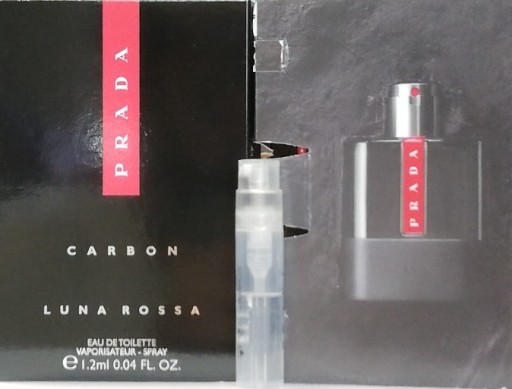 PRADA
CARBON
LUNA ROSSA
EAU DE TOILETTE
VAPORISATEUR - SPRAY
℮ 1.2ml 0.04 FL. OZ.
PRADA